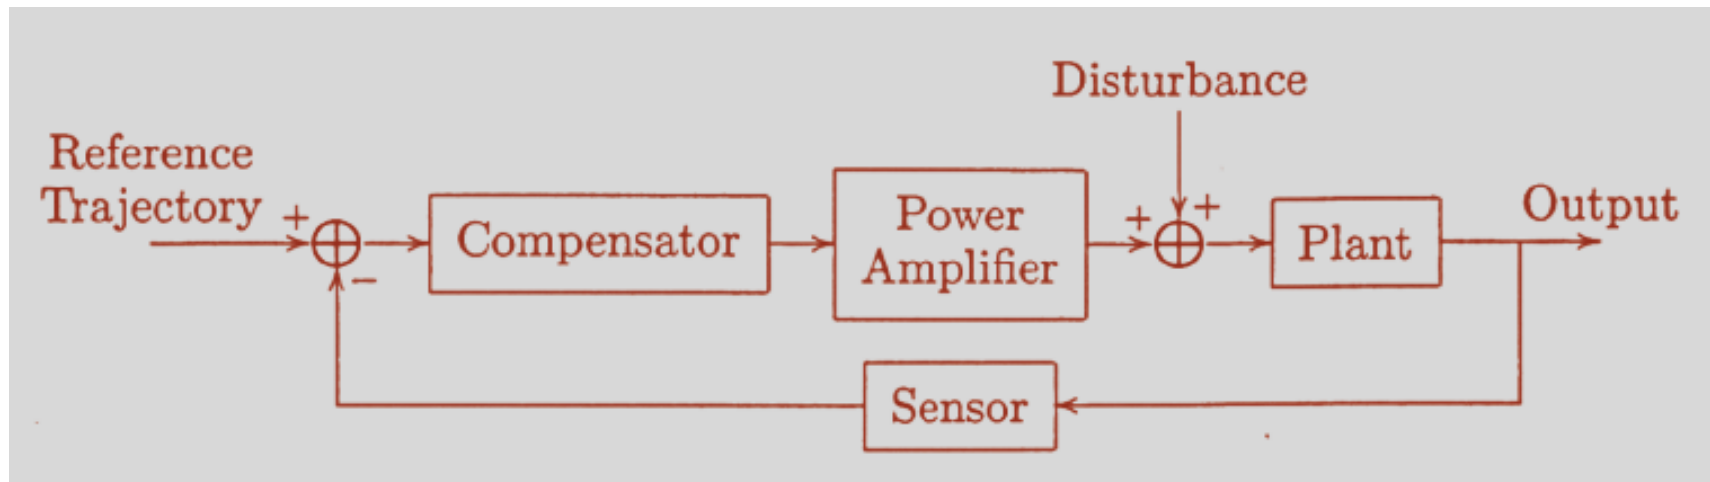 Disturbance
Reference
Trajectory
+
+
+
Output
Compensator
Power
Amplifier
Plant
−
Sensor